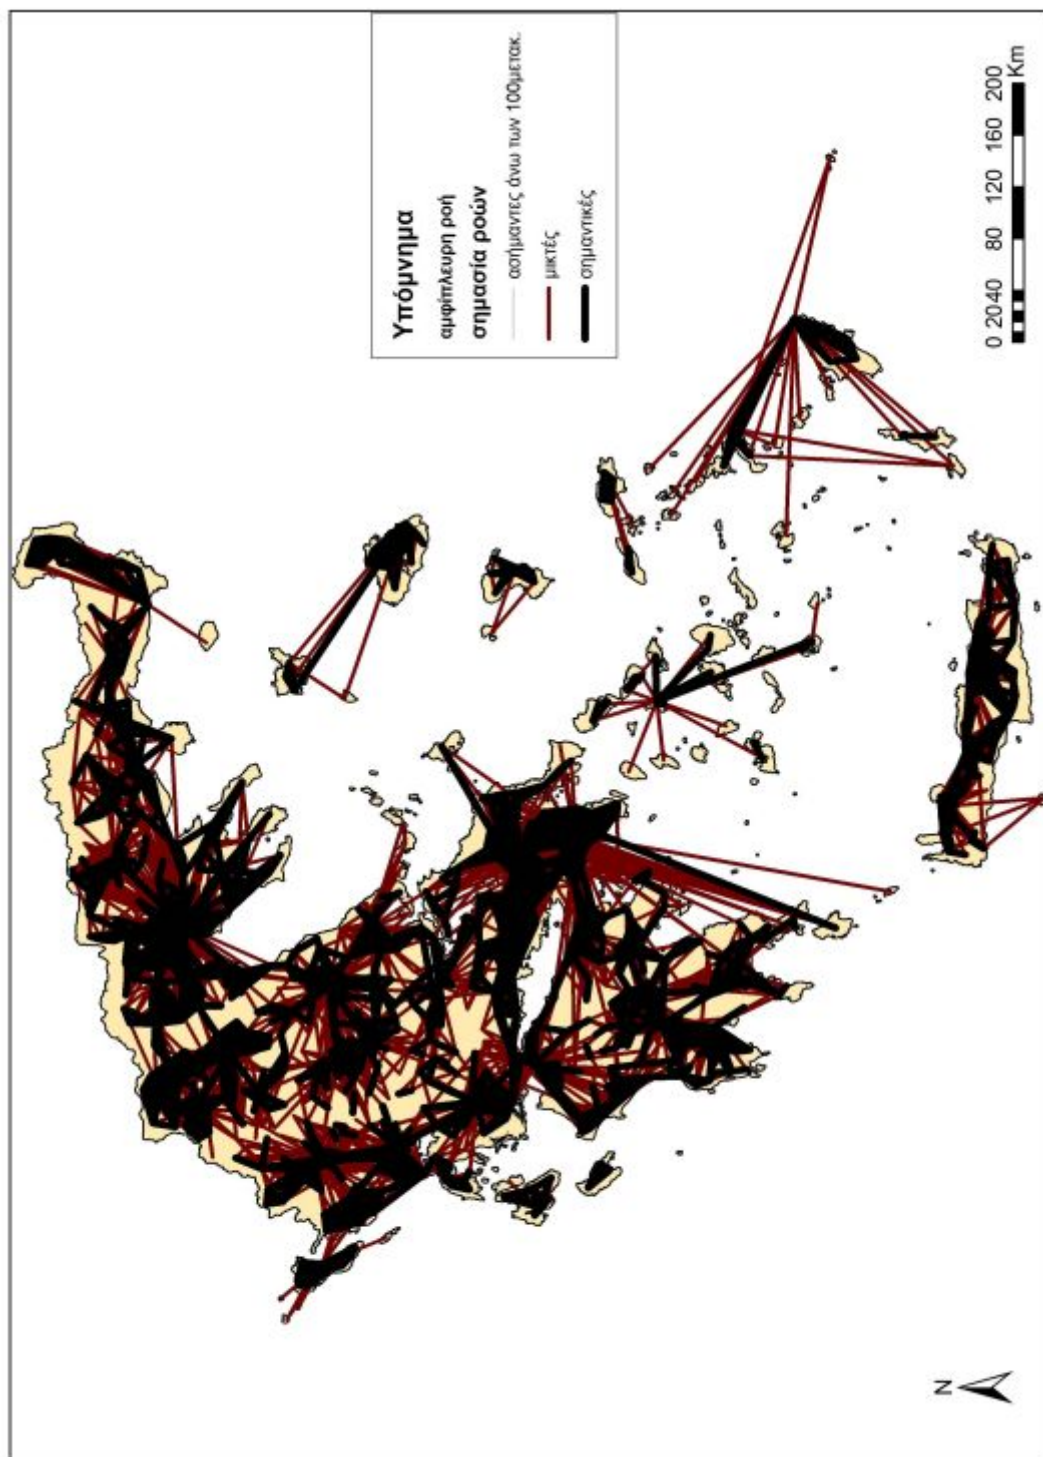 Υπόμνημα
αμφίπλευρη ροή
σημασία ροών
ασήμαντες άνω των 100μετακ.
μικτές
σημαντικές
0 20 40 80 120 160 200
Km
N